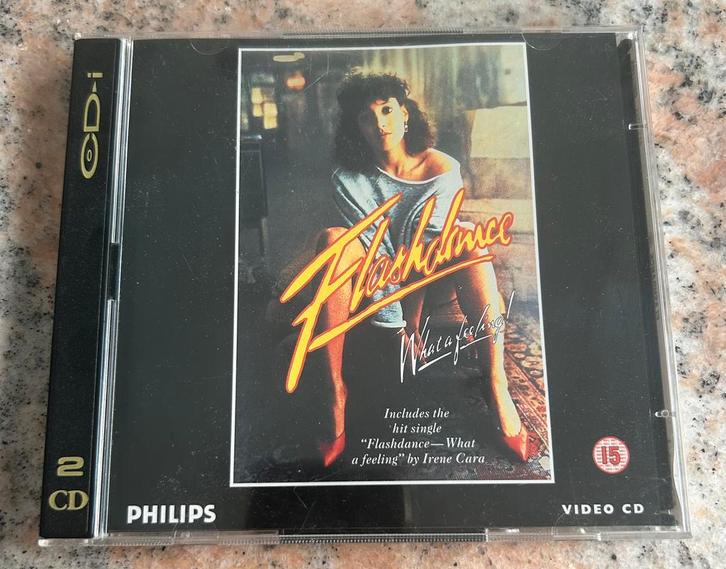 CD-i
2
CD
Flashdance
What a feeling!
Includes the
hit single
"Flashdance—What
a feeling" by Irene Cara
15
PHILIPS
VIDEO CD